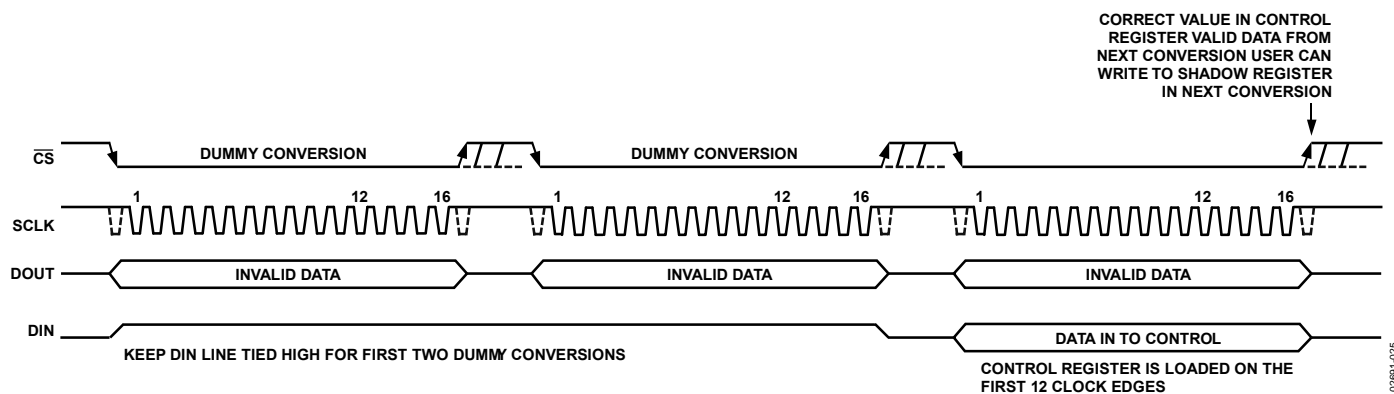 CORRECT VALUE IN CONTROL
REGISTER VALID DATA FROM
NEXT CONVERSION USER CAN
WRITE TO SHADOW REGISTER
IN NEXT CONVERSION
CS
DUMMY CONVERSION
DUMMY CONVERSION
SCLK
1 12 16
1 12 16
1 12 16
DOUT
INVALID DATA
INVALID DATA
INVALID DATA
DIN
DATA IN TO CONTROL
KEEP DIN LINE TIED HIGH FOR FIRST TWO DUMMY CONVERSIONS
CONTROL REGISTER IS LOADED ON THE
FIRST 12 CLOCK EDGES
02691-025